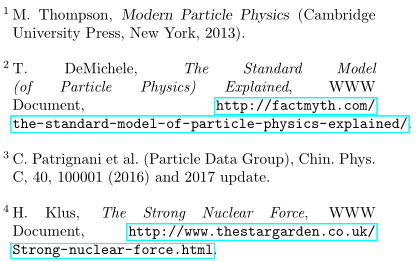 1 M. Thompson, Modern Particle Physics (Cambridge
University Press, New York, 2013).
2 T. DeMichele, The Standard Model
(of Particle Physics) Explained, WWW
Document, http://factmyth.com/
the-standard-model-of-particle-physics-explained/.
3 C. Patrignani et al. (Particle Data Group), Chin. Phys.
C, 40, 100001 (2016) and 2017 update.
4 H. Klus, The Strong Nuclear Force, WWW
Document, http://www.thestargarden.co.uk/
Strong-nuclear-force.html.